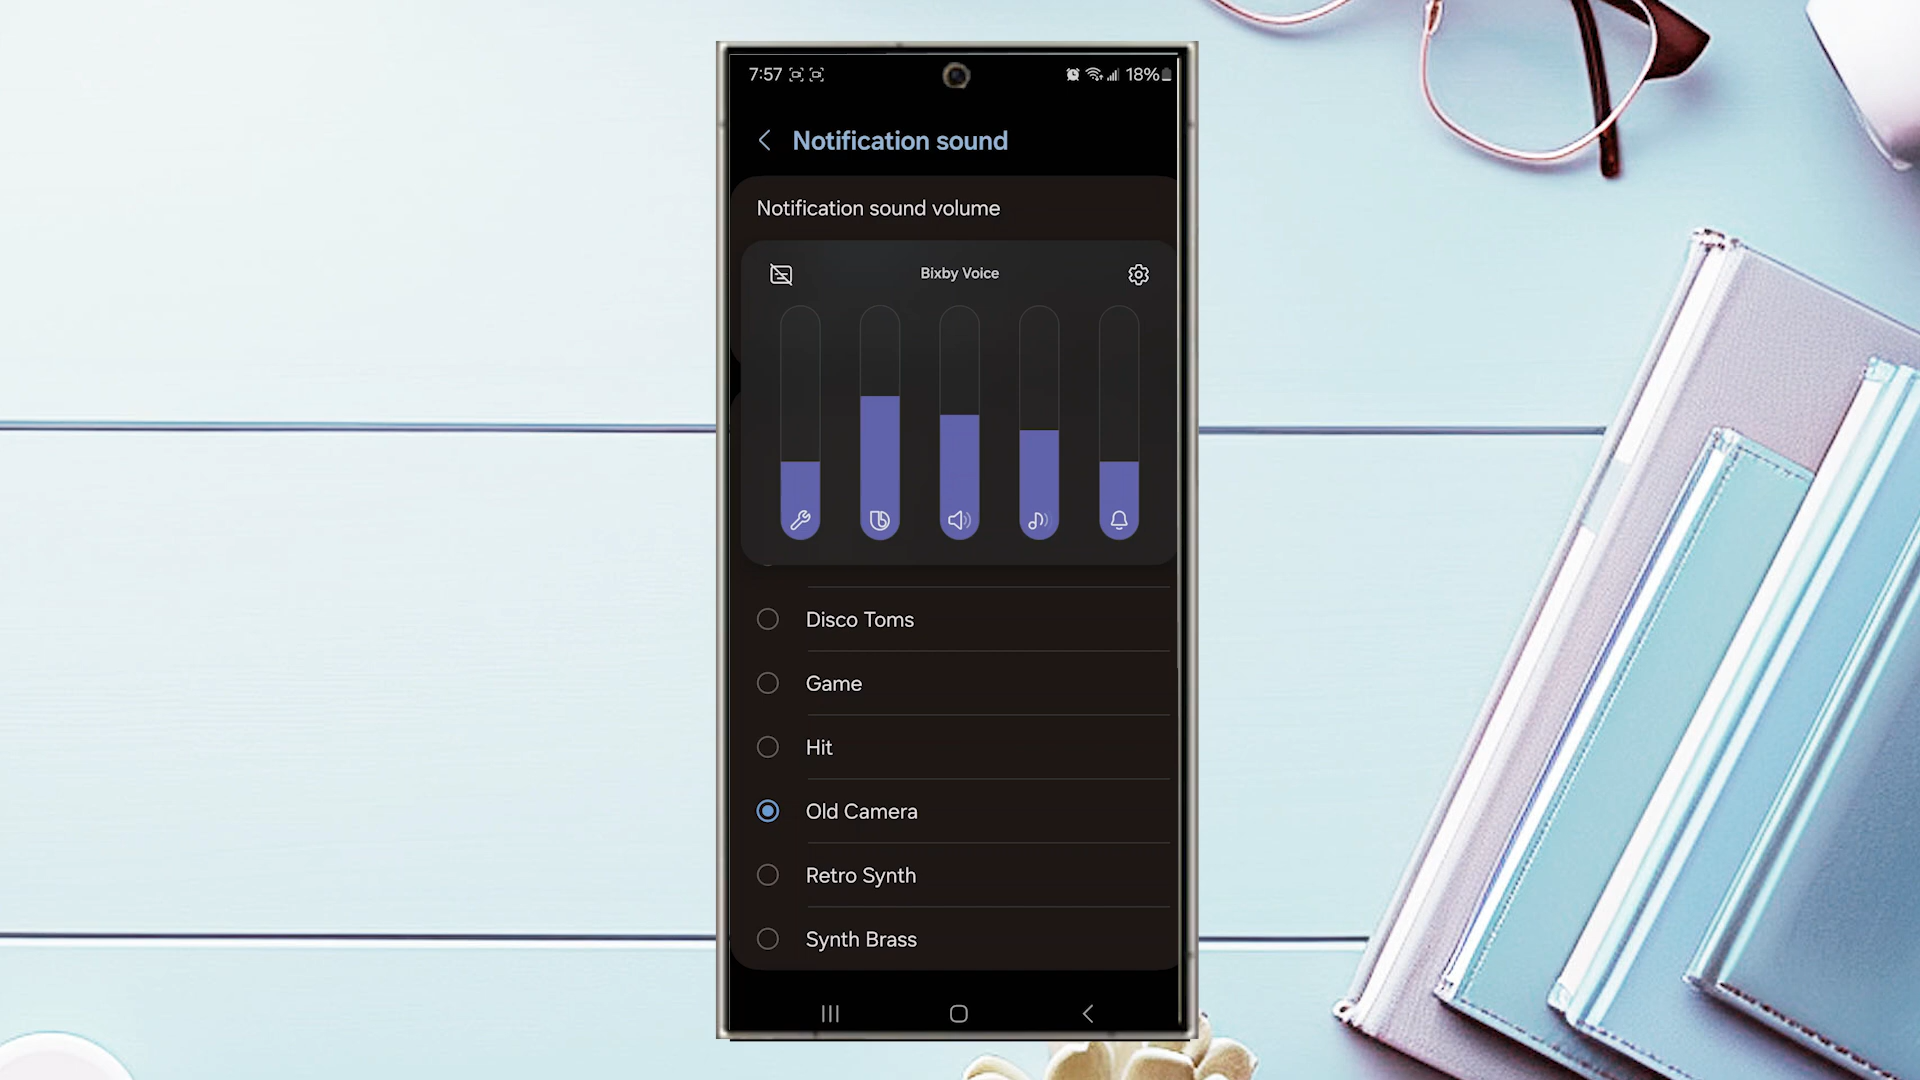 7:57 18%
Notification sound
Notification sound volume
Bixby Voice
Disco Toms
Game
Hit
Old Camera
Retro Synth
Synth Brass